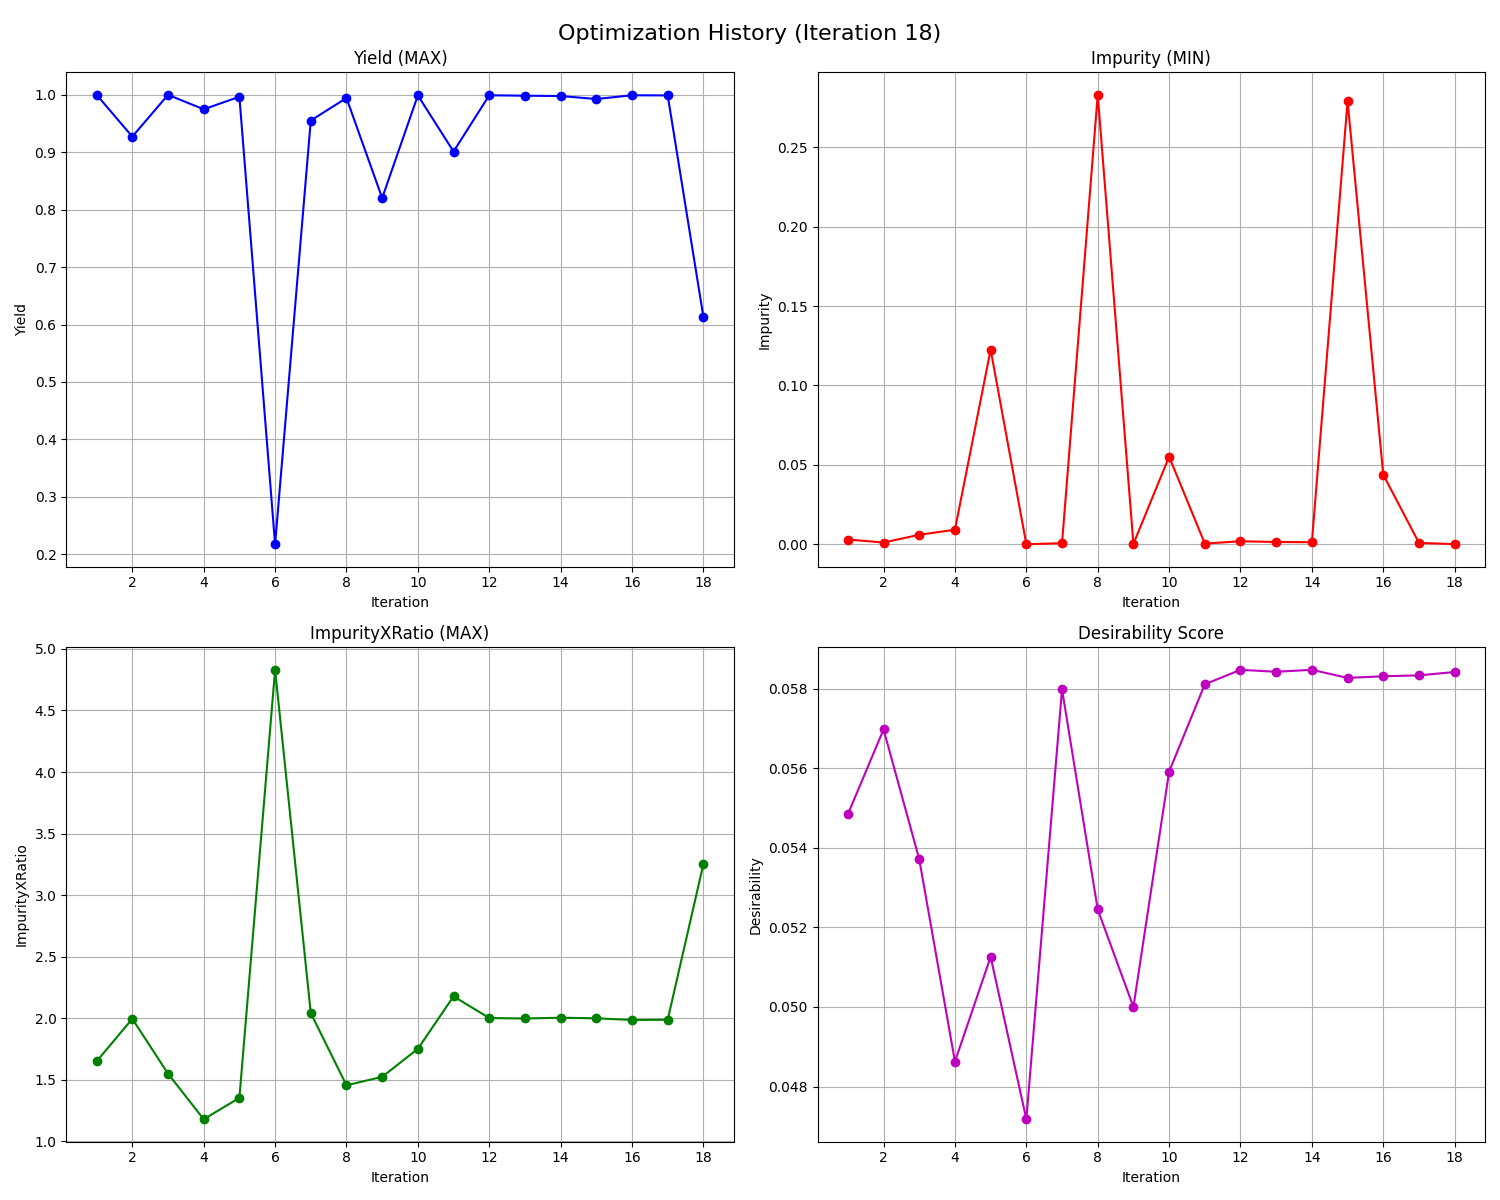 Optimization History (Iteration 18)
Yield (MAX)
Yield
1.0
0.9
0.8
0.7
0.6
0.5
0.4
0.3
0.2
2 4 6 8 10 12 14 16 18
Iteration
Impurity (MIN)
Impurity
0.25
0.20
0.15
0.10
0.05
0.00
2 4 6 8 10 12 14 16 18
Iteration
ImpurityXRatio (MAX)
ImpurityXRatio
5.0
4.5
4.0
3.5
3.0
2.5
2.0
1.5
1.0
2 4 6 8 10 12 14 16 18
Iteration
Desirability Score
Desirability
0.058
0.056
0.054
0.052
0.050
0.048
2 4 6 8 10 12 14 16 18
Iteration